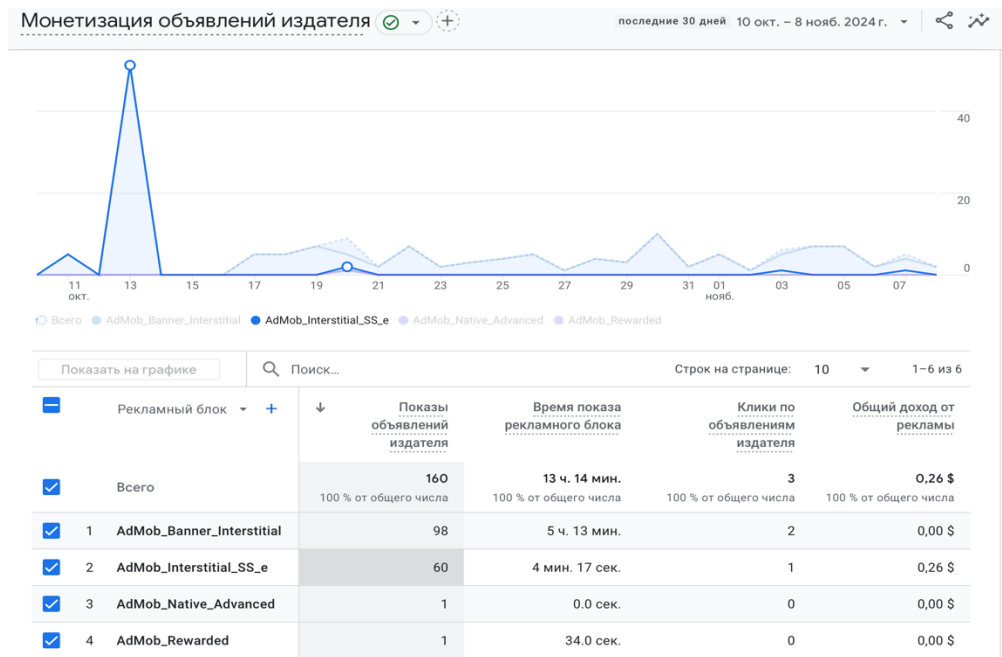 Монетизация объявлений издателя
последние 30 дней 10 окт. – 8 нояб. 2024 г.
40
20
0
11 13 15 17 19 21 23 25 27 29 31 01 03 05 07
окт. нояб.
Всего AdMob_Banner_Interstitial AdMob_Interstitial_SS_e AdMob_Native_Advanced AdMob_Rewarded
Показать на графике Поиск... Строк на странице: 10 1–6 из 6
Рекламный блок + ↓ Показы Время показа Клики по Общий доход от
объявлений рекламного блока объявлениям рекламы
издателя издателя
Всего 160 13 ч. 14 мин. 3 0,26 $
100 % от общего числа 100 % от общего числа 100 % от общего числа 100 % от общего числа
1 AdMob_Banner_Interstitial 98 5 ч. 13 мин. 2 0,00 $
2 AdMob_Interstitial_SS_e 60 4 мин. 17 сек. 1 0,26 $
3 AdMob_Native_Advanced 1 0.0 сек. 0 0,00 $
4 AdMob_Rewarded 1 34.0 сек. 0 0,00 $